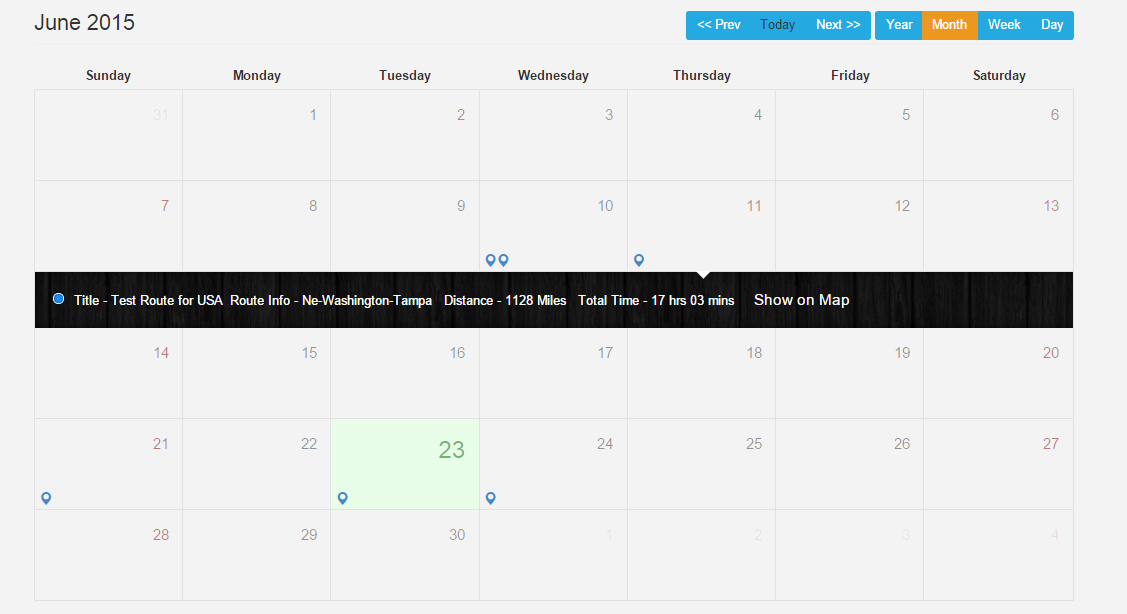 June 2015
<< Prev Today Next >> Year Month Week Day
Sunday Monday Tuesday Wednesday Thursday Friday Saturday
31 1 2 3 4 5 6
7 8 9 10 11 12 13
Title - Test Route for USA Route Info - Ne-Washington-Tampa Distance - 1128 Miles Total Time - 17 hrs 03 mins Show on Map
14 15 16 17 18 19 20
21 22 23 24 25 26 27
28 29 30 1 2 3 4